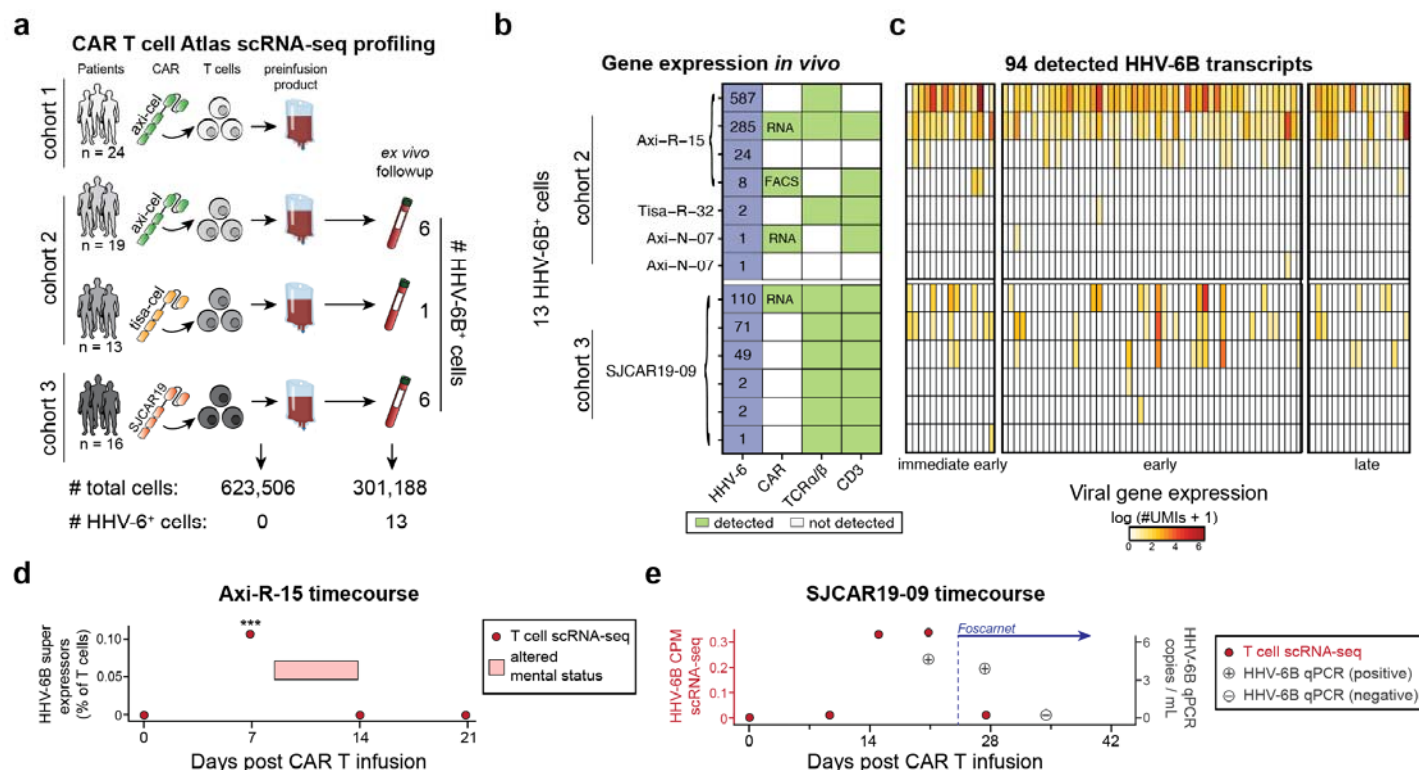 a
CAR T cell Atlas scRNA-seq profiling
Patients CAR T cells preinfusion product
cohort 1
axi-cel
n = 24
ex vivo followup
cohort 2
axi-cel
n = 19
6
tisa-cel
n = 13
1
# HHV-6B+ cells
cohort 3
SJCAR19
n = 16
6
# total cells: 623,506 301,188
# HHV-6+ cells: 0 13
b
Gene expression in vivo
13 HHV-6B+ cells
cohort 2
Axi-R-15
587
285 RNA
24
8 FACS
Tisa-R-32 2
Axi-N-07 1 RNA
Axi-N-07 1
cohort 3
SJCAR19-09
110 RNA
71
49
2
2
1
HHV-6 CAR TCRα/β CD3
detected not detected
c
94 detected HHV-6B transcripts
immediate early early late
Viral gene expression
log (#UMIs + 1)
0 2 4 6
d
Axi-R-15 timecourse
HHV-6B super expressors (% of T cells)
0.10
0.05
0
***
0 7 14 21
Days post CAR T infusion
T cell scRNA-seq
altered mental status
e
SJCAR19-09 timecourse
HHV-6B CPM scRNA-seq
0.3
0.2
0.1
0
Foscarnet
6
3
0
HHV-6B qPCR copies / mL
0 14 28 42
Days post CAR T infusion
T cell scRNA-seq
HHV-6B qPCR (positive)
HHV-6B qPCR (negative)